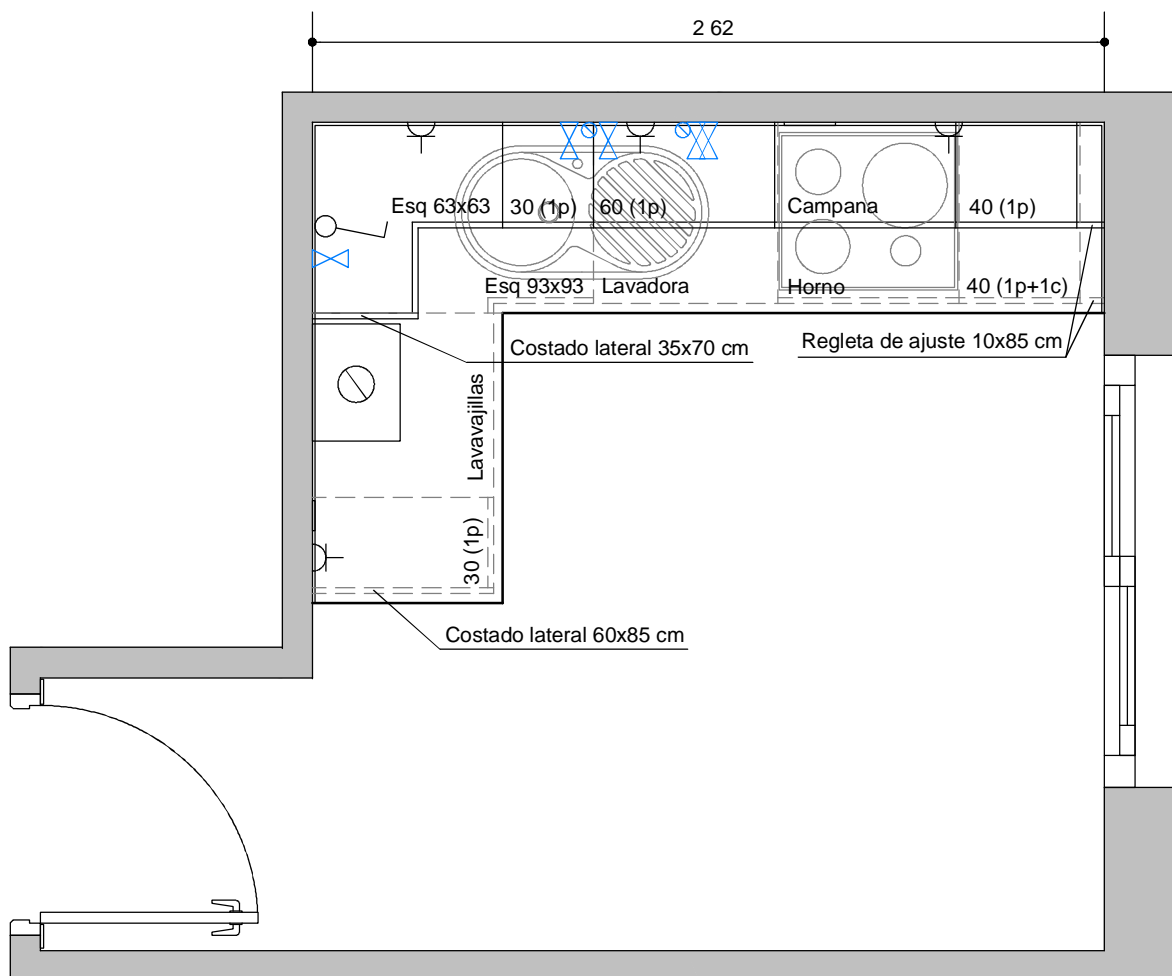 2 62
Esq 63x63
30 (1p)
60 (1p)
Campana
40 (1p)
Esq 93x93
Lavadora
Horno
40 (1p+1c)
Costado lateral 35x70 cm
Regleta de ajuste 10x85 cm
Lavavajillas
30 (1p)
Costado lateral 60x85 cm